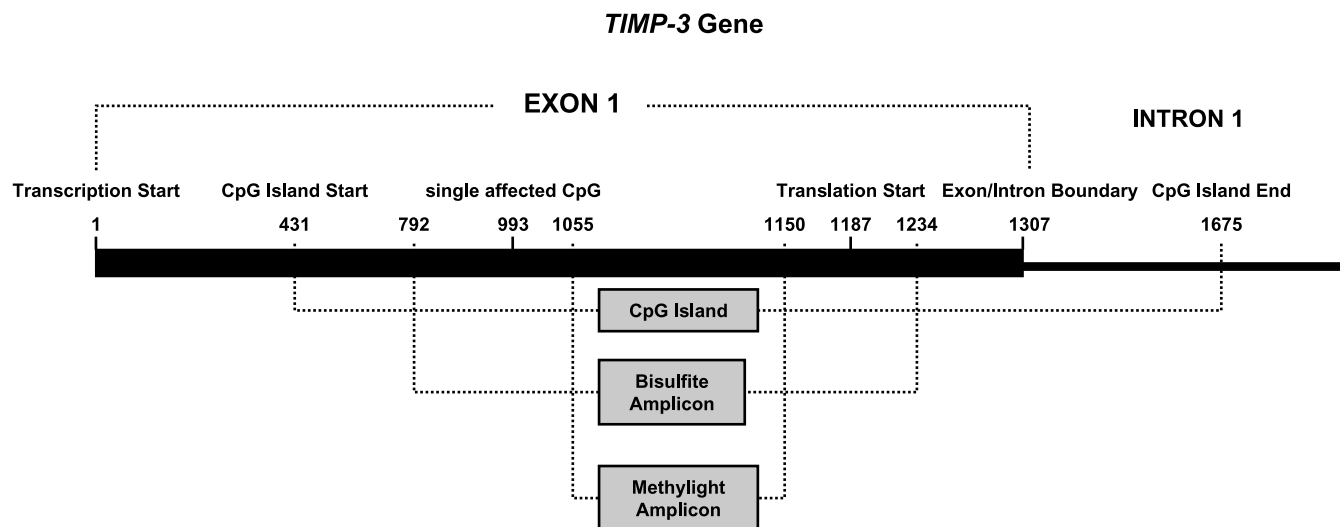 TIMP-3 Gene
EXON 1
INTRON 1
Transcription Start CpG Island Start single affected CpG Translation Start Exon/Intron Boundary CpG Island End
1 431 792 993 1055 1150 1187 1234 1307 1675
CpG Island
Bisulfite
Amplicon
Methylight
Amplicon